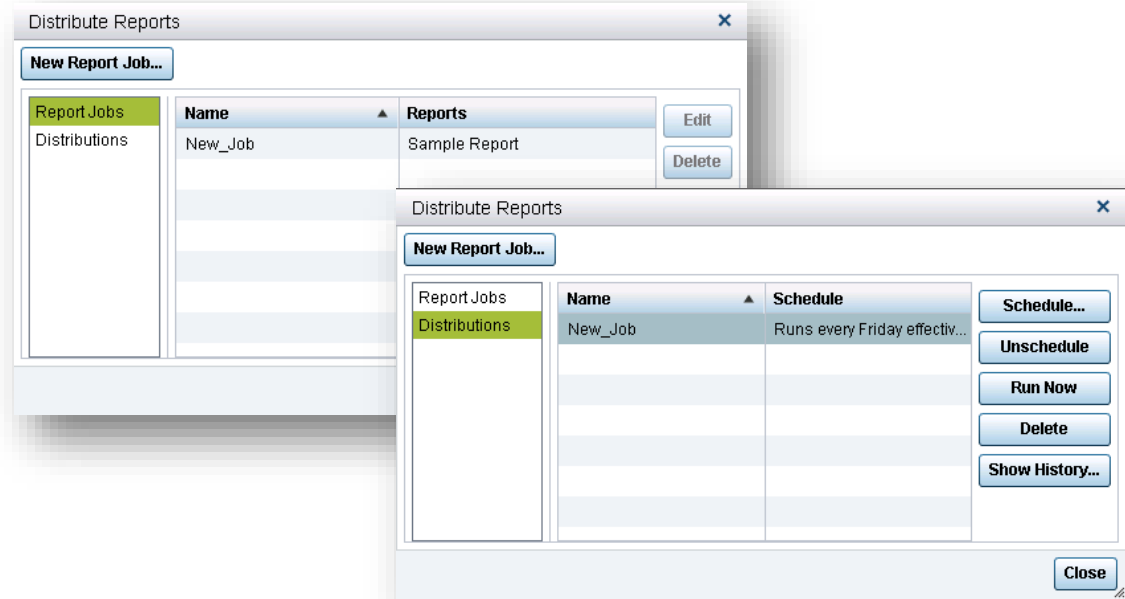 Distribute Reports
New Report Job...
Report Jobs
Distributions
Name Reports
New_Job Sample Report
Edit
Delete
Distribute Reports
New Report Job...
Report Jobs
Distributions
Name Schedule
New_Job Runs every Friday effectiv...
Schedule...
Unschedule
Run Now
Delete
Show History...
Close